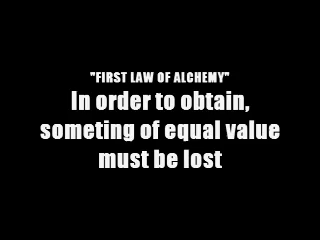 "FIRST LAW OF ALCHEMY"
In order to obtain,
someting of equal value
must be lost